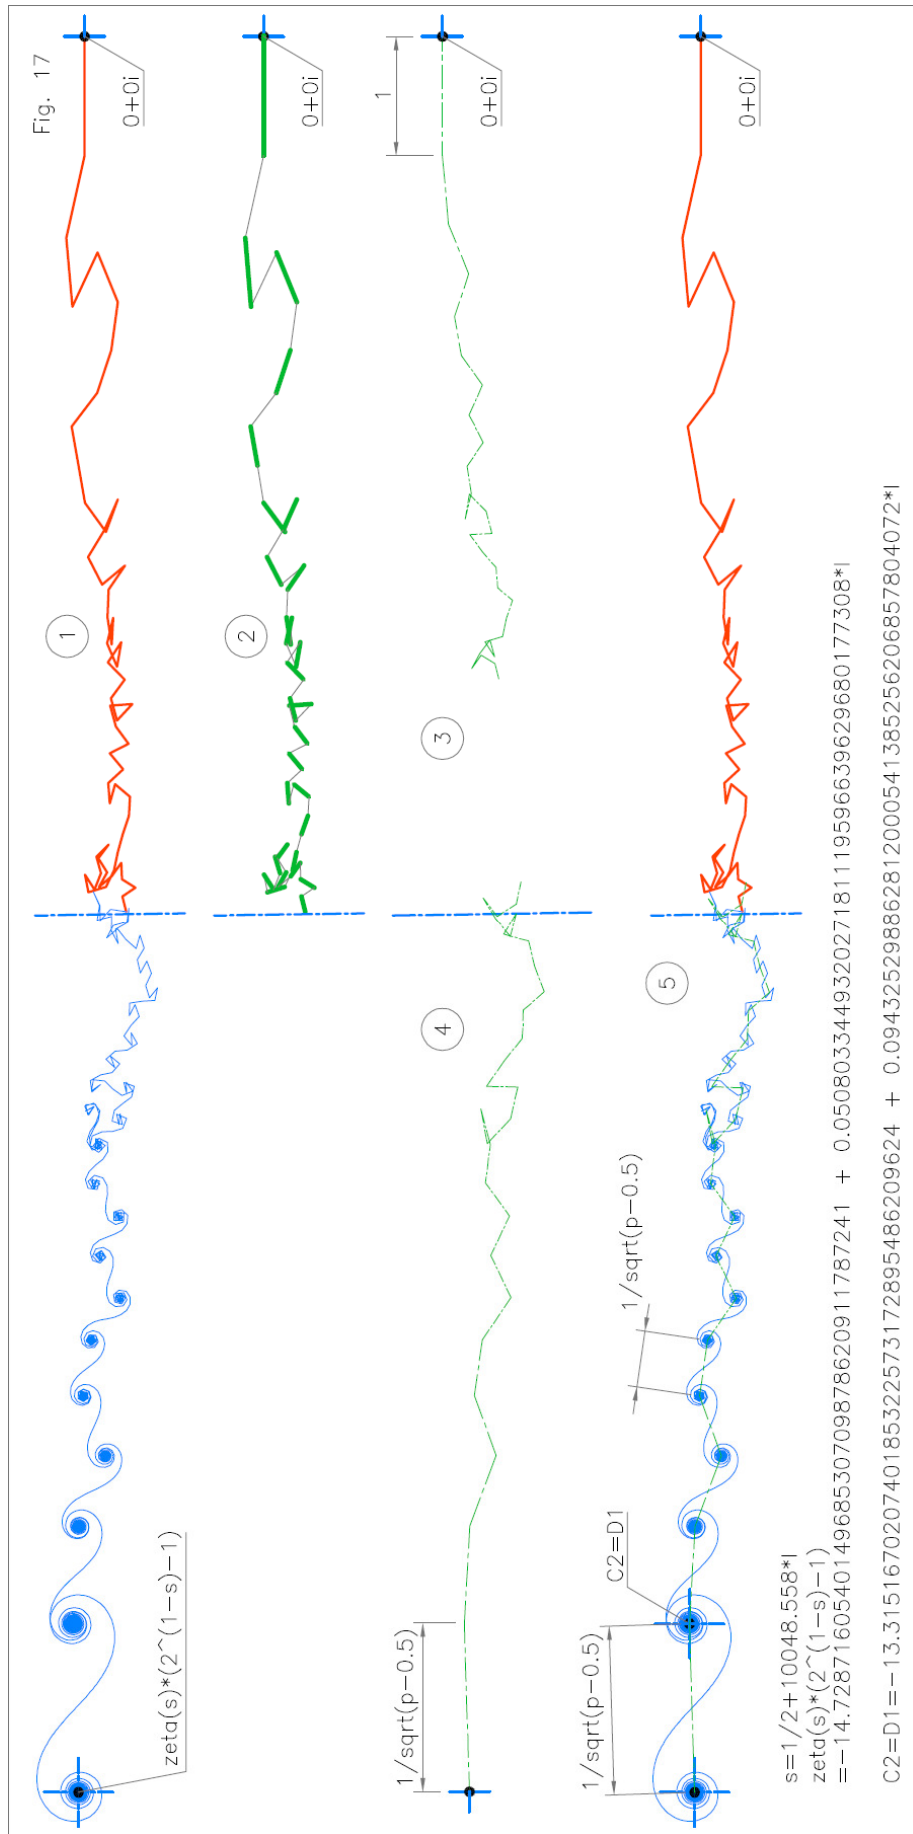 Fig. 17
1
0+0i
zeta(s)*(2^(1−s)−1)
2
0+0i
1
1/sqrt(p−0.5)
4
3
0+0i
1/sqrt(p−0.5)
C2=D1
1/sqrt(p−0.5)
5
0+0i
s=1/2+10048.558*I
zeta(s)*(2^(1−s)−1)
=−14.728716054014968530709878620911787241 + 0.050803344932027181119596639629680177308*I
C2=D1=−13.315167020740185322573172895486209624 + 0.094325298862812000541385256206857804072*I